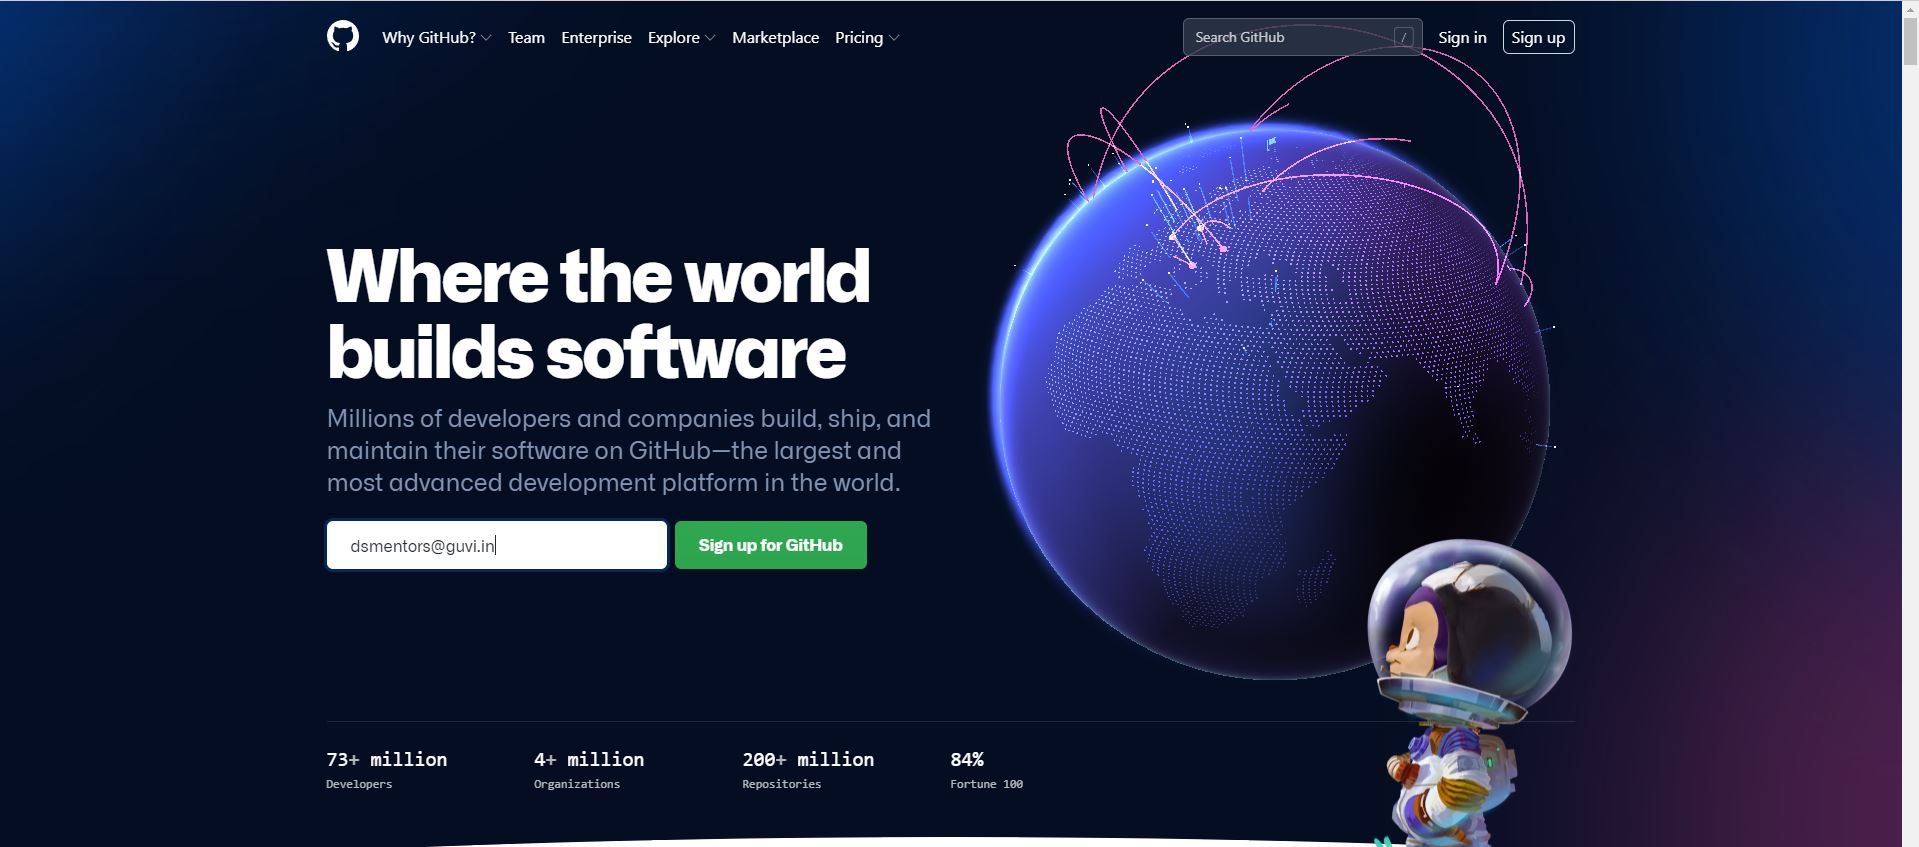 Why GitHub? Team Enterprise Explore Marketplace Pricing Search GitHub / Sign in Sign up
Where the world
builds software
Millions of developers and companies build, ship, and
maintain their software on GitHub—the largest and
most advanced development platform in the world.
dsmentors@guvi.in Sign up for GitHub
73+ million 4+ million 200+ million 84%
Developers Organizations Repositories Fortune 100